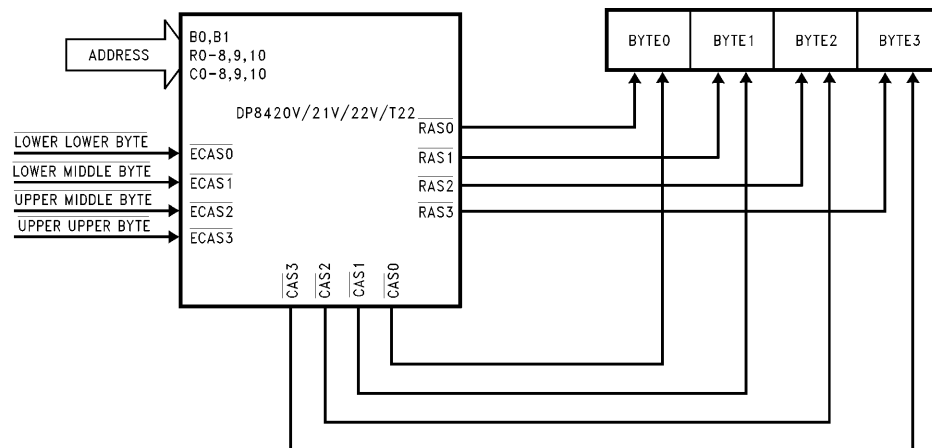 ADDRESS
B0,B1
R0-8,9,10
C0-8,9,10
DP8420V/21V/22V/T22
LOWER LOWER BYTE
LOWER MIDDLE BYTE
UPPER MIDDLE BYTE
UPPER UPPER BYTE
ECAS0
ECAS1
ECAS2
ECAS3
RAS0
RAS1
RAS2
RAS3
CAS3
CAS2
CAS1
CAS0
BYTE0
BYTE1
BYTE2
BYTE3